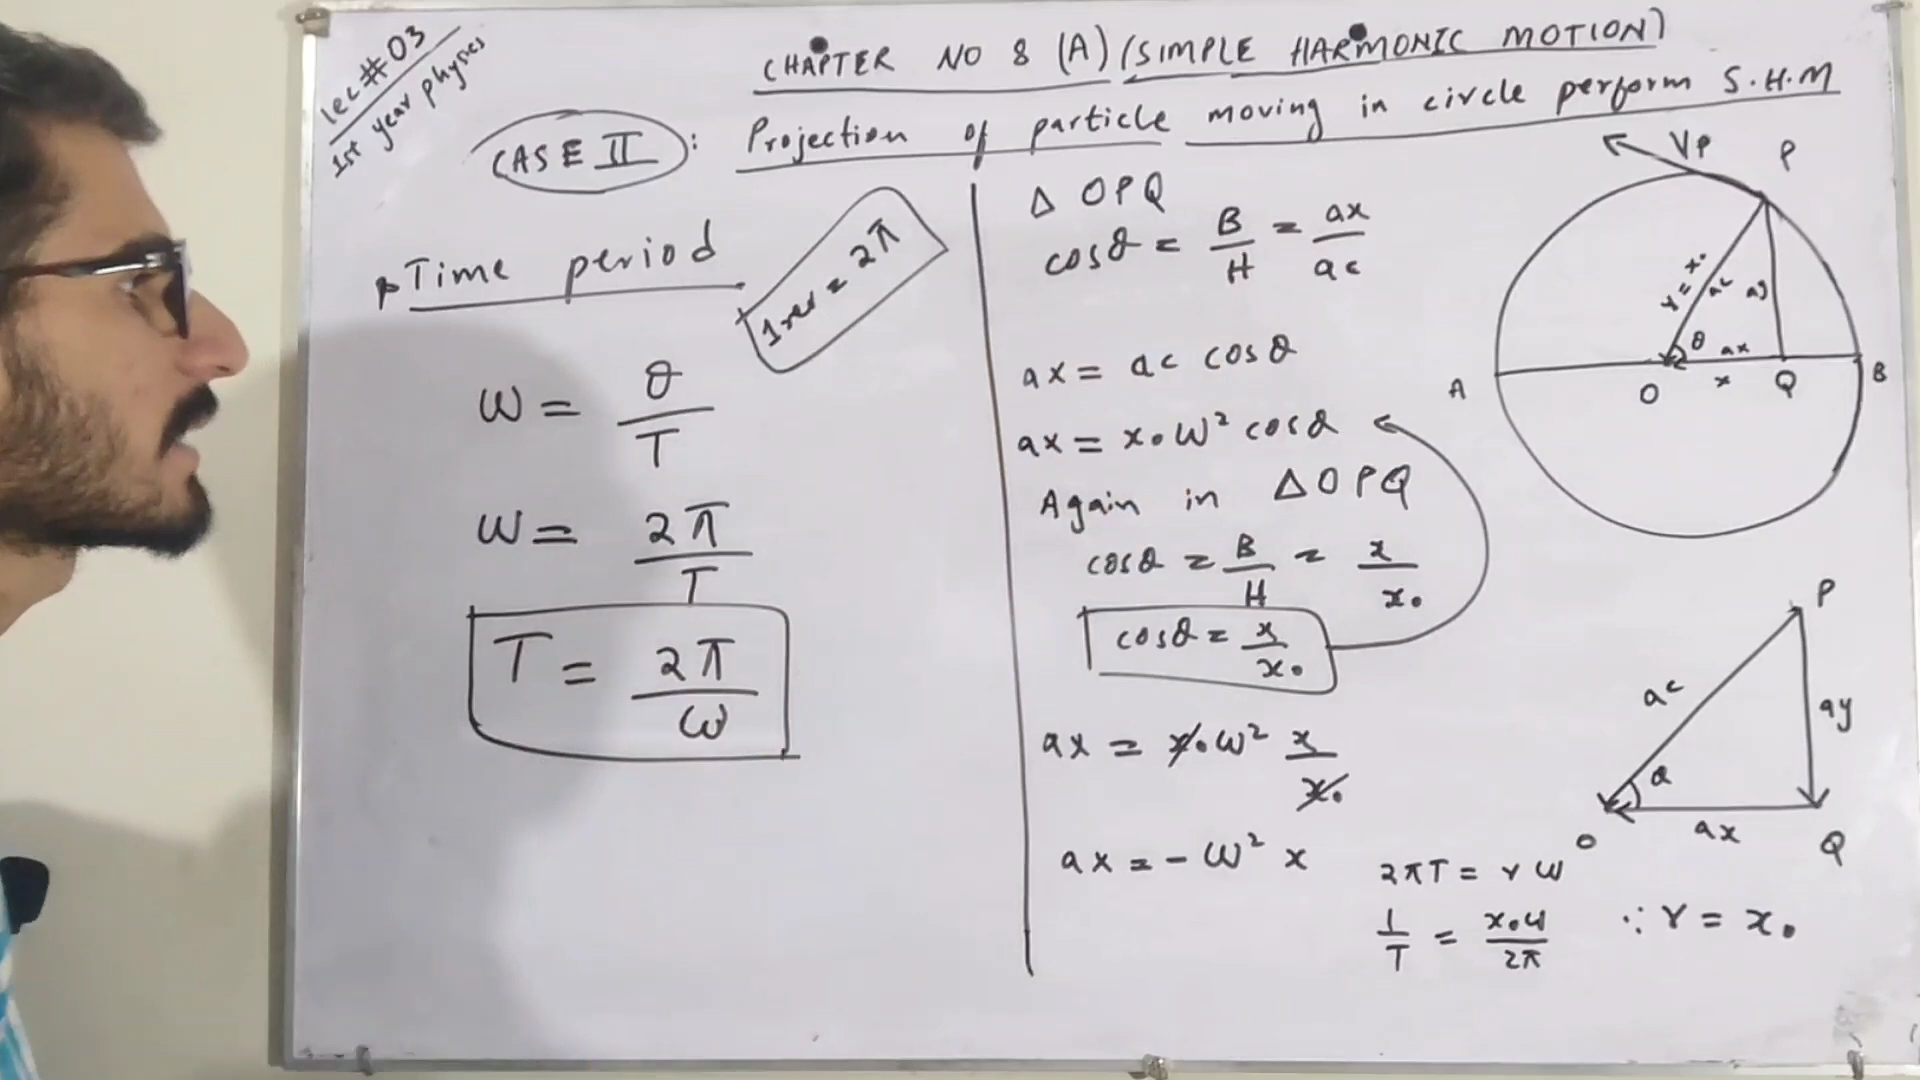 Lec#03
1st year physics
CHAPTER NO 8 (A) (SIMPLE HARMONIC MOTION)
CASE II : Projection of particle moving in circle perform S.H.M
Time period
1 rev = 2π
ω = θ/T
ω = 2π/T
T = 2π/ω
Δ OPQ
cosθ = B/H = ax/ac
ax = ac cosθ
ax = x₀ω² cosθ
Again in ΔOPQ
cosθ = B/H = x/x₀
cosθ = x/x₀
ax = x₀ω² x/x₀
ax = -ω² x
VP P
r = x₀ ac ay
θ ax
A O x Q B
P
ac ay
θ
O ax Q
2πT = rω
1/T = x₀ω/2π ∵ r = x₀